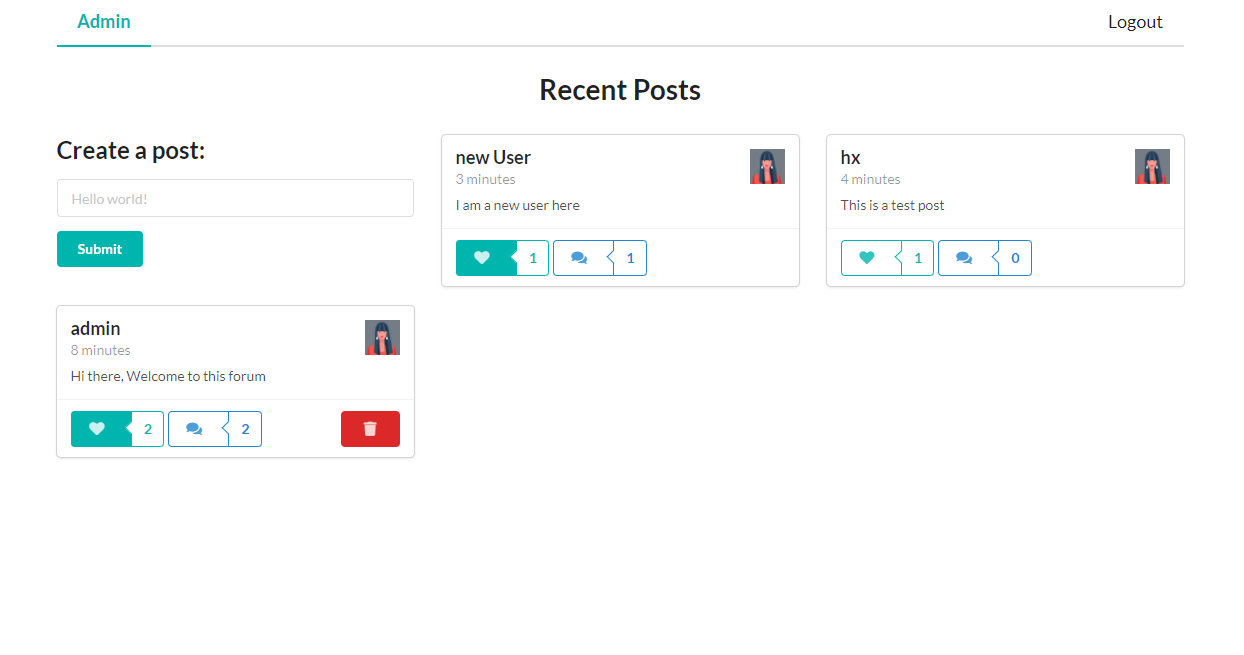 Admin
Logout
Recent Posts
Create a post:
Hello world!
Submit
new User
3 minutes
I am a new user here
1
1
hx
4 minutes
This is a test post
1
0
admin
8 minutes
Hi there, Welcome to this forum
2
2